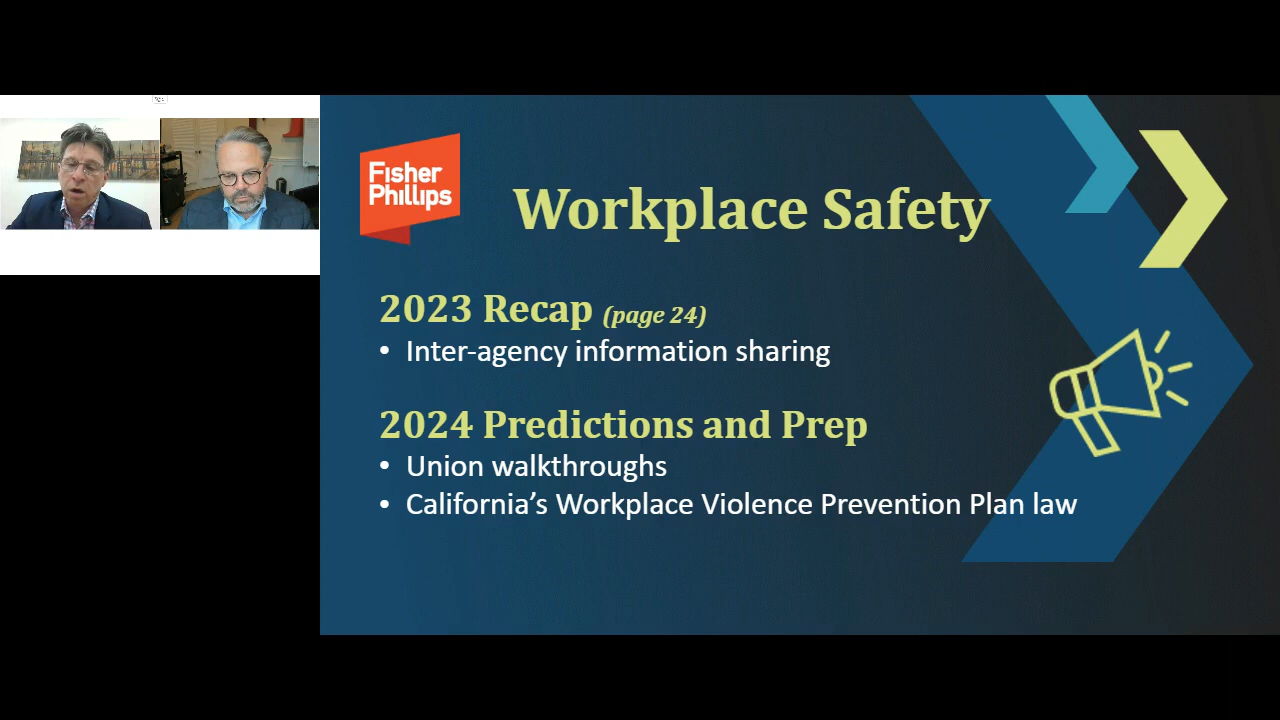 Fisher
Phillips
Workplace Safety
2023 Recap (page 24)
• Inter-agency information sharing
2024 Predictions and Prep
• Union walkthroughs
• California’s Workplace Violence Prevention Plan law